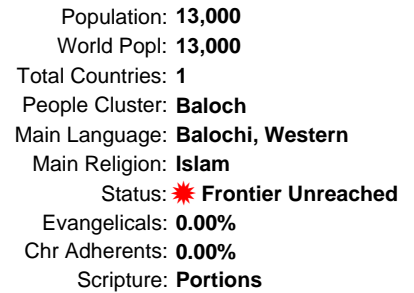 Population: 13,000
World Popl: 13,000
Total Countries: 1
People Cluster: Baloch
Main Language: Balochi, Western
Main Religion: Islam
Status: Frontier Unreached
Evangelicals: 0.00%
Chr Adherents: 0.00%
Scripture: Portions